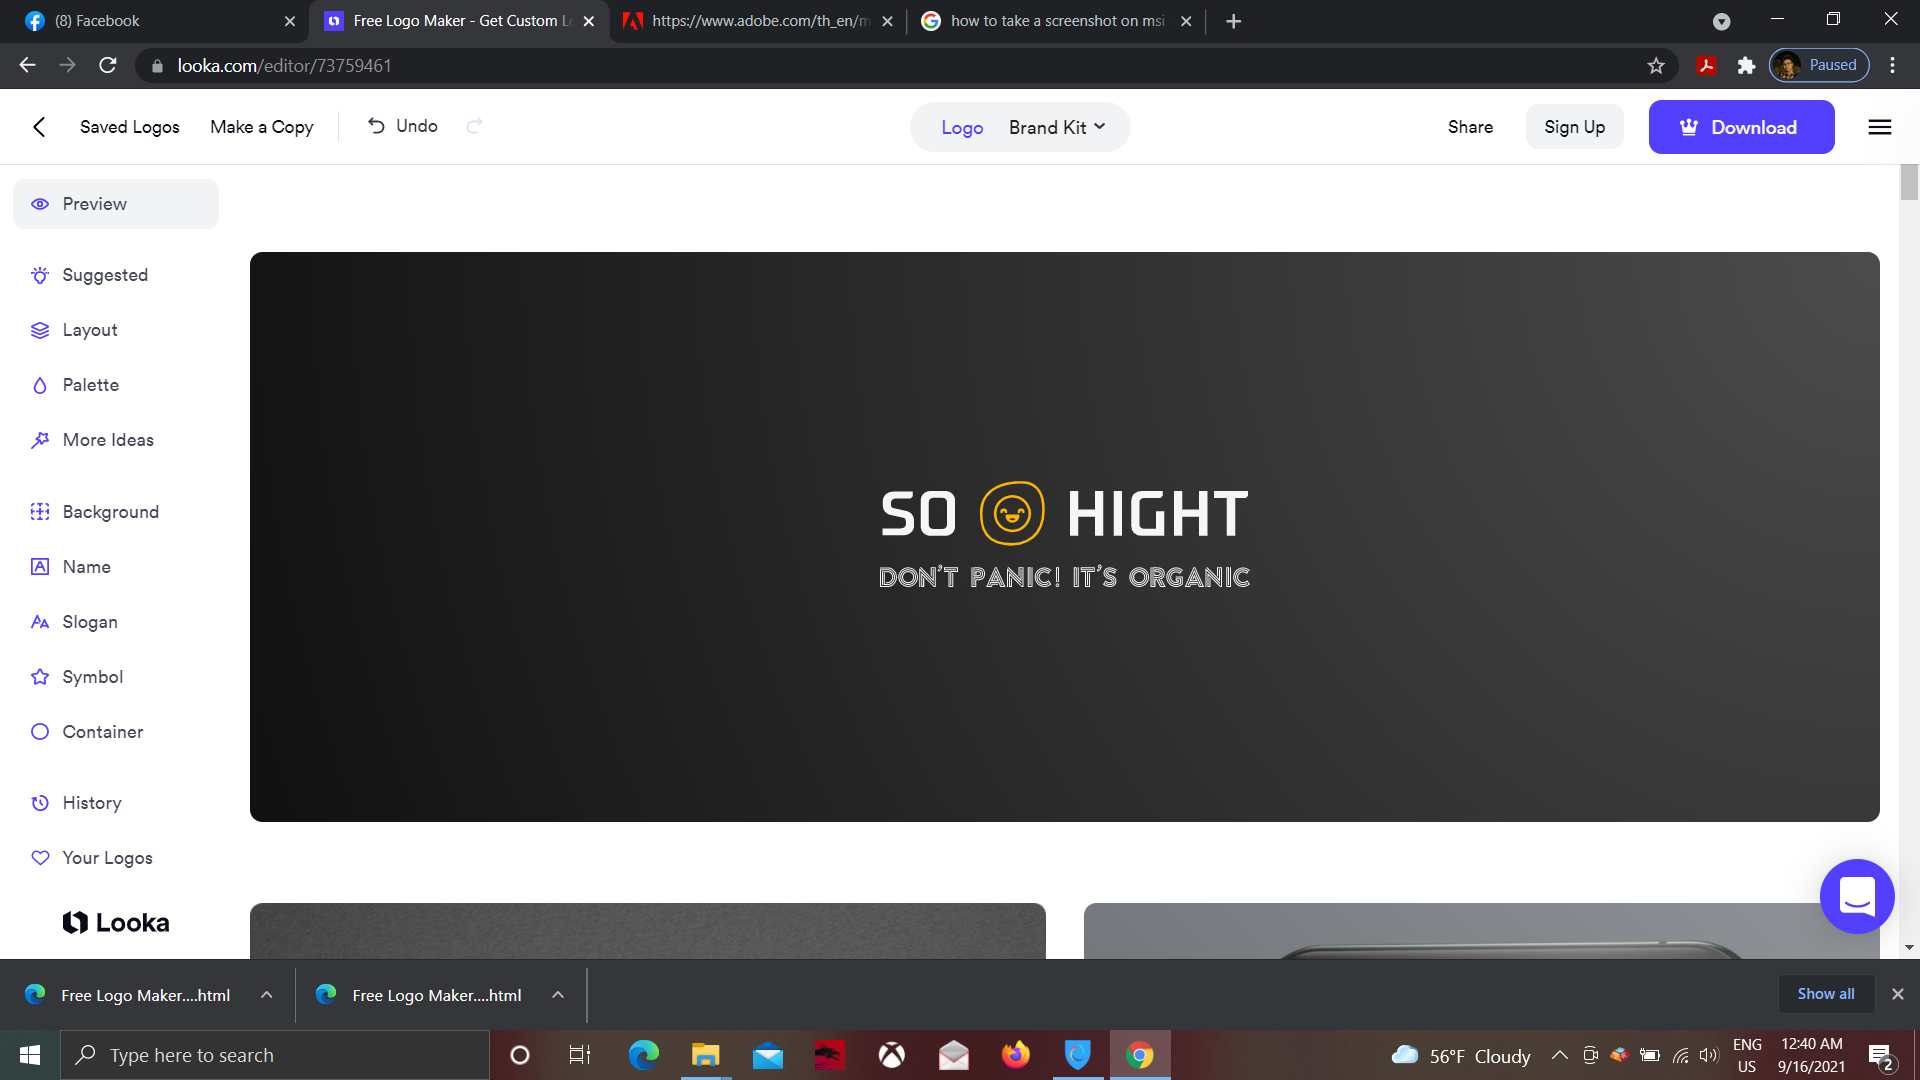 (8) Facebook
Free Logo Maker - Get Custom L
https://www.adobe.com/th_en/m
how to take a screenshot on msi
looka.com/editor/73759461
Paused
Saved Logos
Make a Copy
Undo
Logo
Brand Kit
Share
Sign Up
Download
Preview
Suggested
Layout
Palette
More Ideas
Background
Name
Slogan
Symbol
Container
History
Your Logos
Looka
SO HIGHT
DON'T PANIC! IT'S ORGANIC
Free Logo Maker....html
Free Logo Maker....html
Show all
Type here to search
56°F Cloudy
ENG
US
12:40 AM
9/16/2021
2